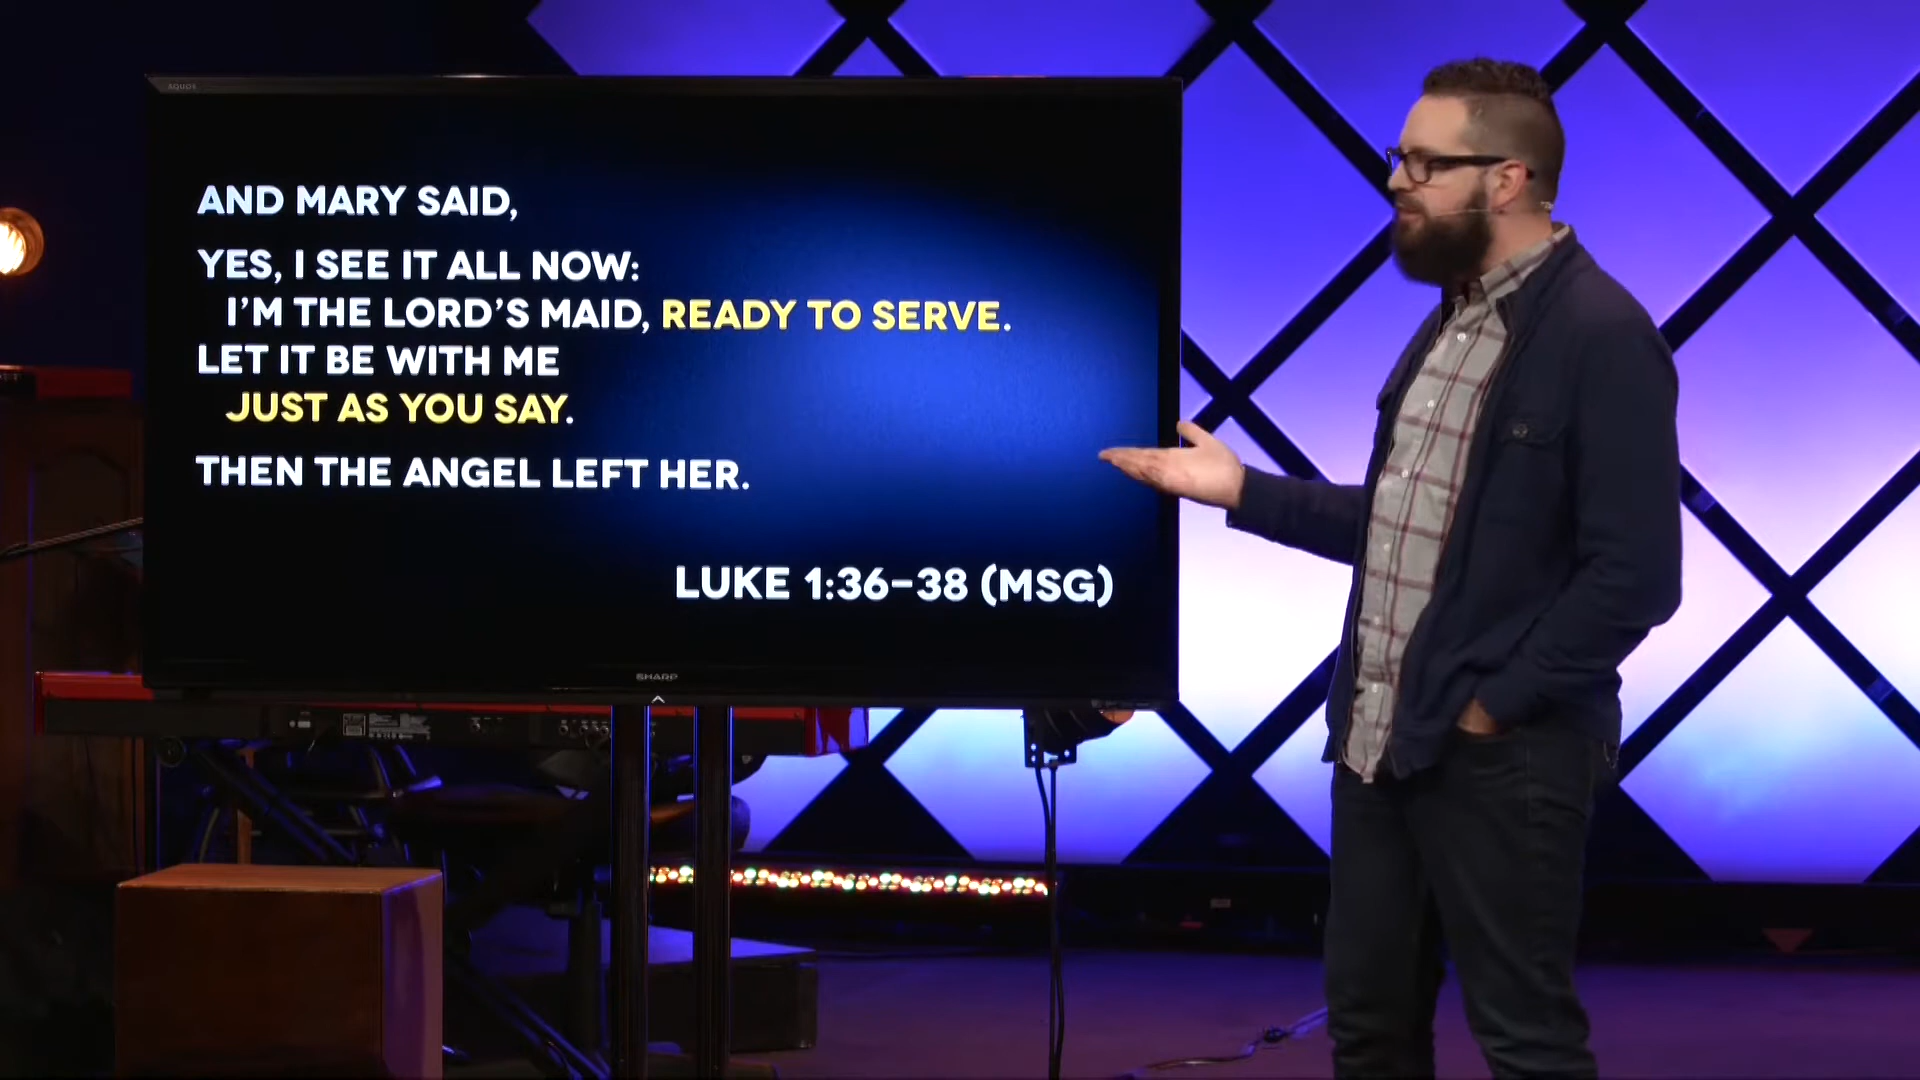 AQUOS
AND MARY SAID,
YES, I SEE IT ALL NOW:
I'M THE LORD'S MAID, READY TO SERVE.
LET IT BE WITH ME
JUST AS YOU SAY.
THEN THE ANGEL LEFT HER.
LUKE 1:36–38 (MSG)
SHARP